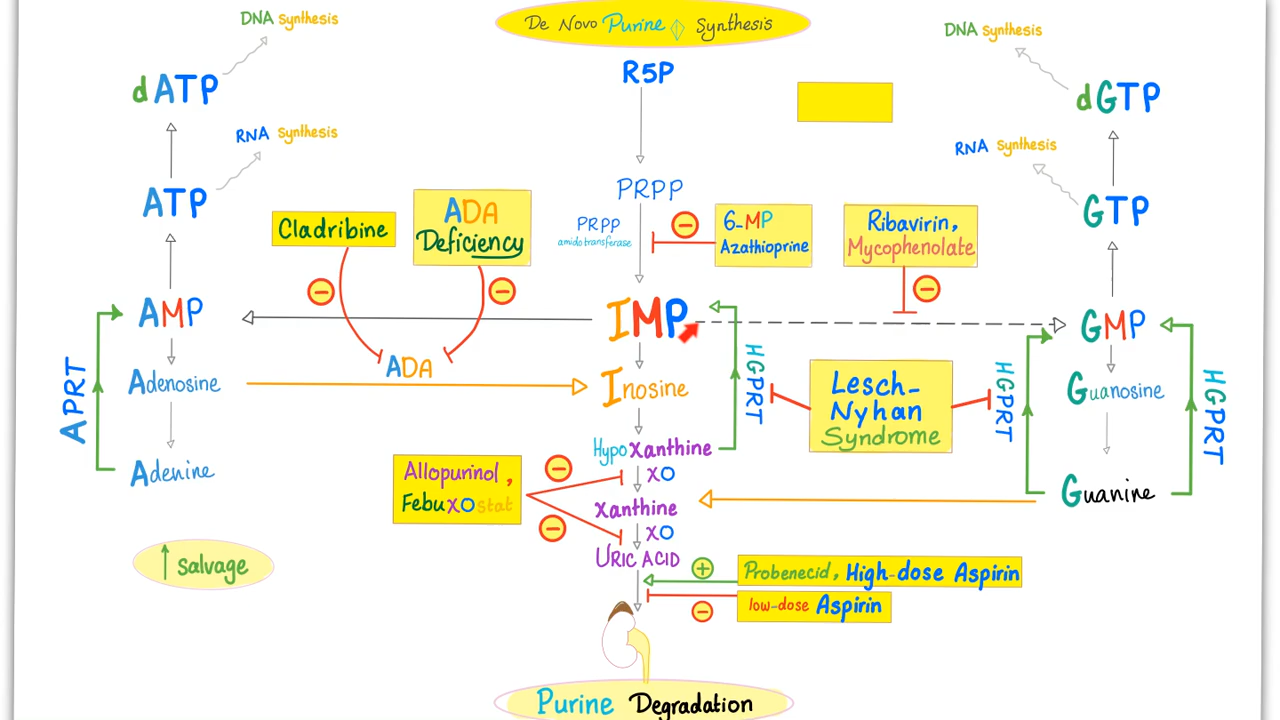 De Novo Purine Synthesis
DNA Synthesis
R5P
DNA Synthesis
dATP
dGTP
RNA Synthesis
RNA Synthesis
ATP
PRPP
GTP
Cladribine
ADA
Deficiency
PRPP
amidotransferase
6-MP
Azathioprine
Ribavirin,
Mycophenolate
AMP
IMP
GMP
ADA
APRT
Adenosine
Inosine
HGPRT
Lesch-
Nyhan
Syndrome
HGPRT
Guanosine
HGPRT
Adenine
HypoXanthine
XO
Guanine
Allopurinol,
FebuXOstat
Xanthine
XO
URIC ACID
↑ Salvage
Probenecid, High-dose Aspirin
low-dose Aspirin
Purine Degradation